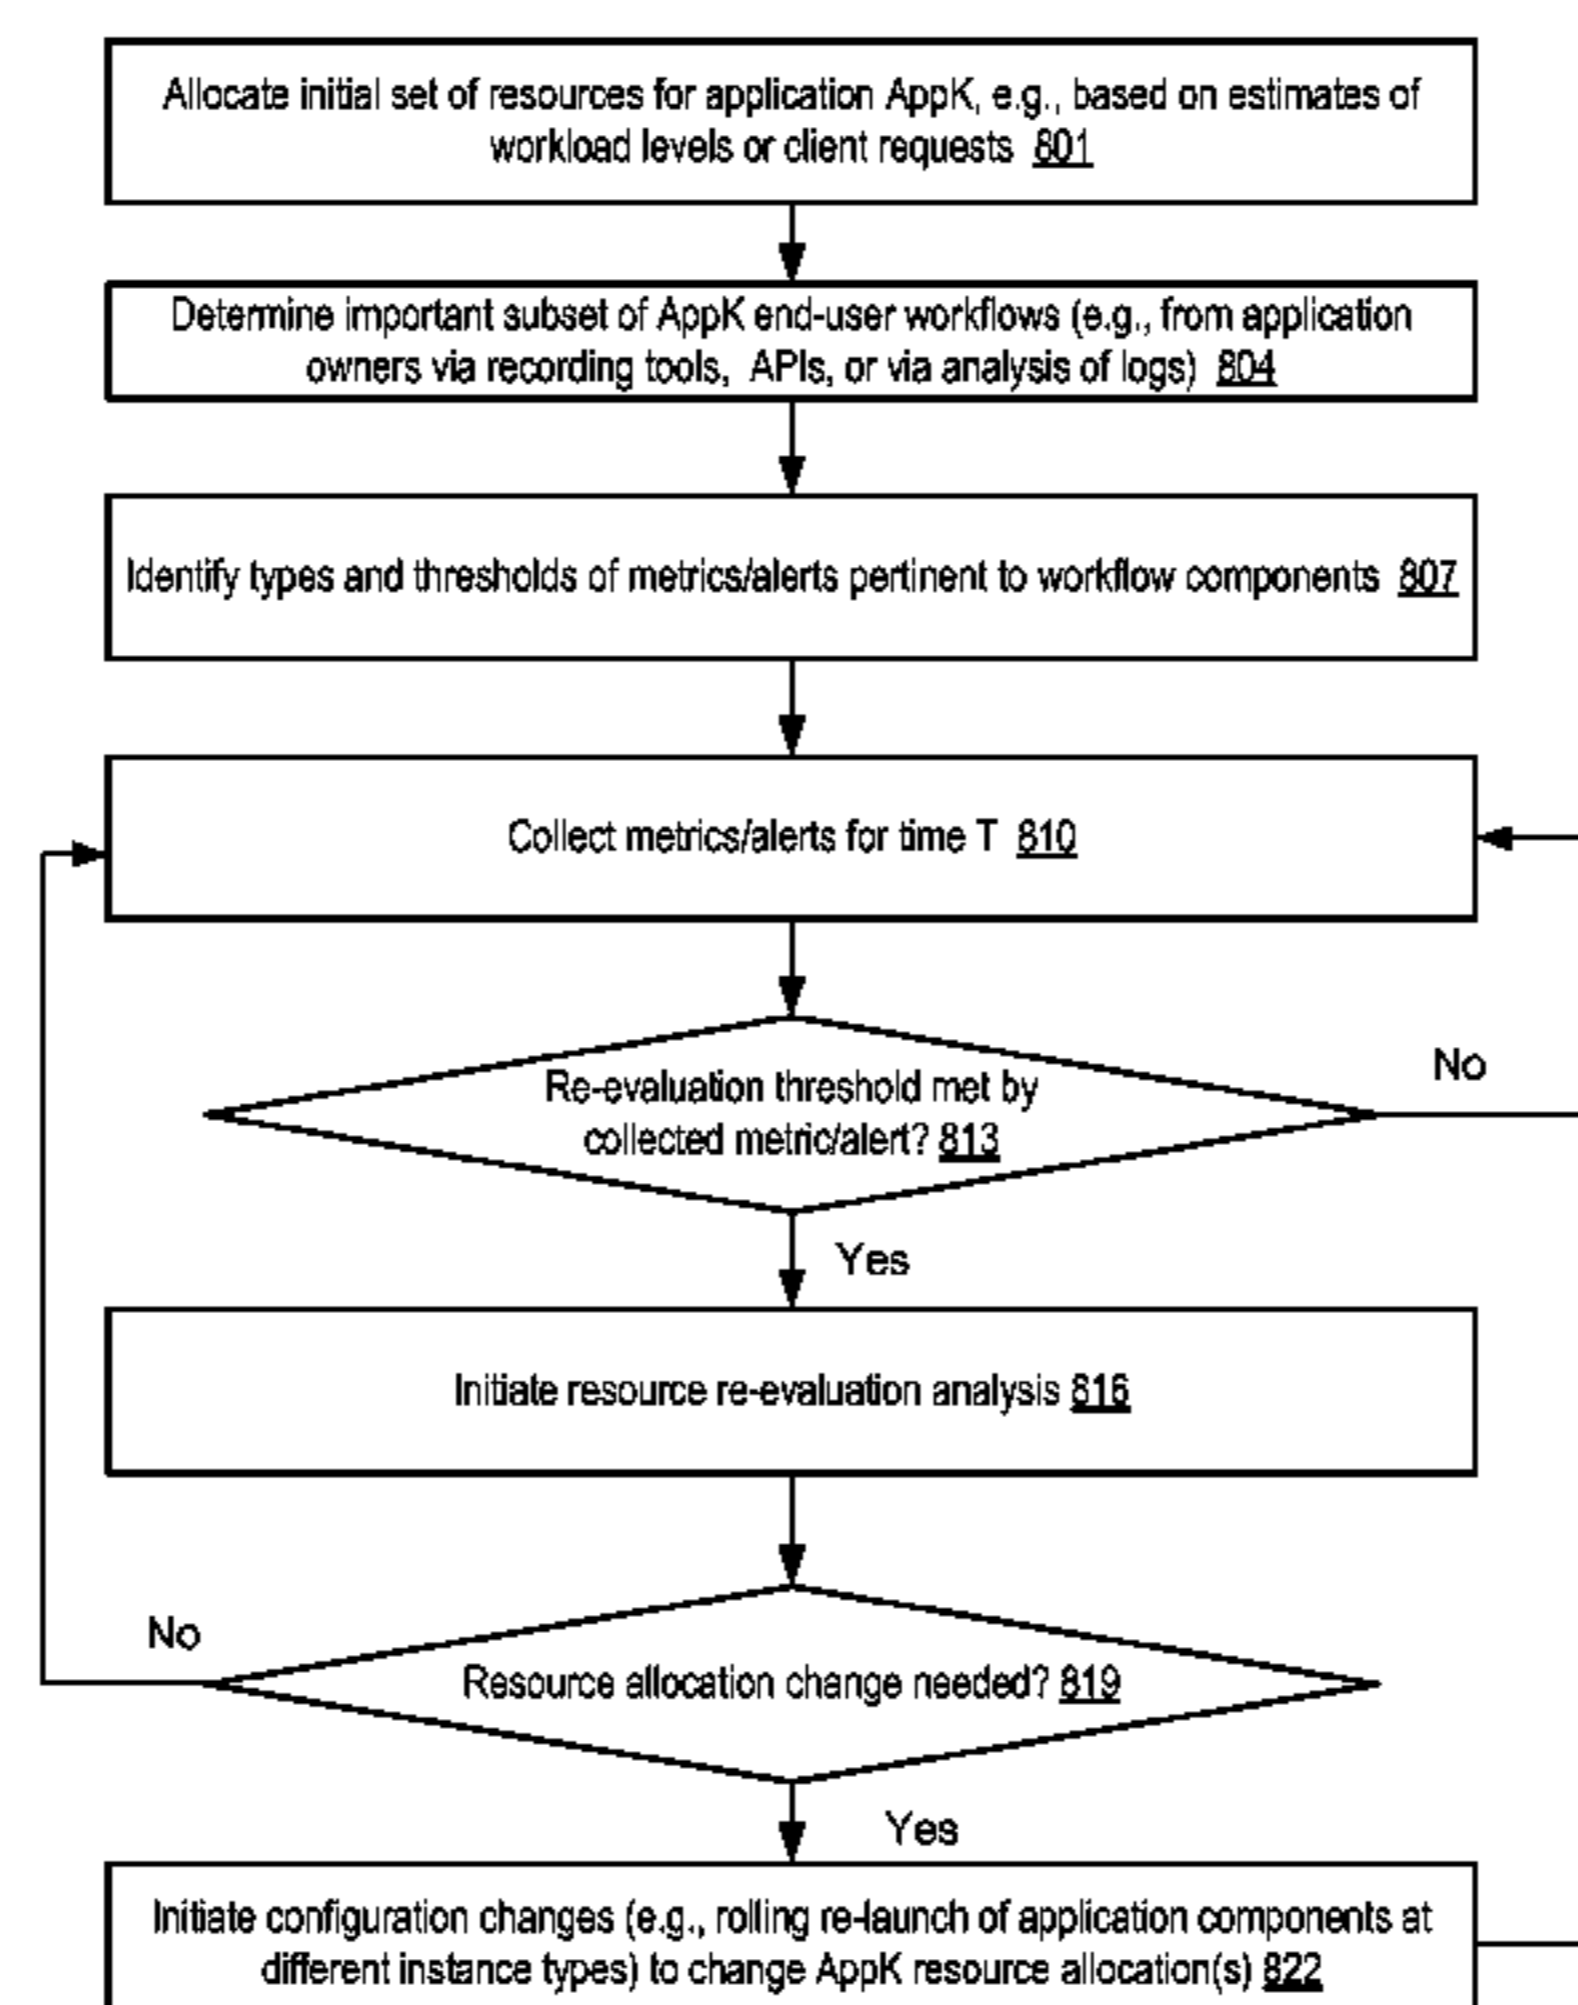 Allocate initial set of resources for application AppK, e.g., based on estimates of
workload levels or client requests 801
Determine important subset of AppK end-user workflows (e.g., from application
owners via recording tools, APIs, or via analysis of logs) 804
Identify types and thresholds of metrics/alerts pertinent to workflow components 807
Collect metrics/alerts for time T 810
Re-evaluation threshold met by
collected metric/alert? 813
No
Yes
Initiate resource re-evaluation analysis 816
No
Resource allocation change needed? 819
Yes
Initiate configuration changes (e.g., rolling re-launch of application components at
different instance types) to change AppK resource allocation(s) 822